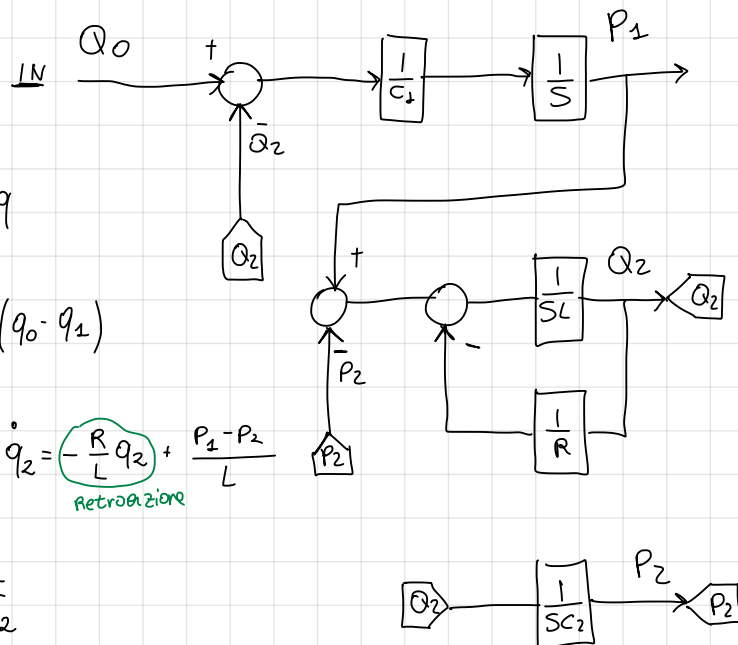 IN Q0 + 1/C1 1/S P1
-
Q2
q
Q2
+
(q0 - q1)
1/SL Q2 Q2
-
-
P2
q̇2 = - R/L q2 + P1 - P2/L P2 1/R
Retroazione
2
Q2 1/SC2 P2 P2